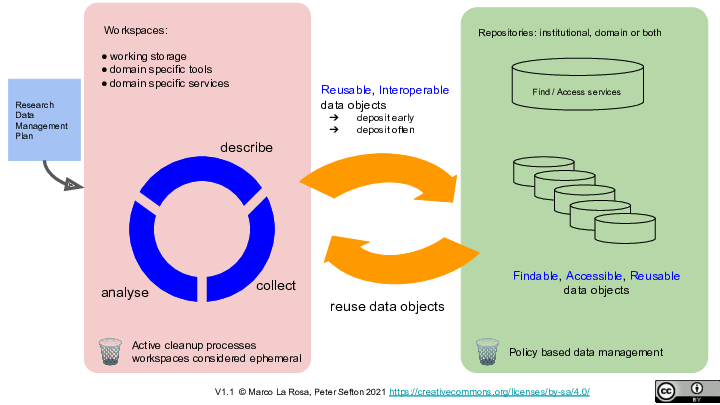 Workspaces:
● working storage
● domain specific tools
● domain specific services
Research
Data
Management
Plan
describe
analyse
collect
Active cleanup processes
workspaces considered ephemeral
Reusable, Interoperable
data objects
➔ deposit early
➔ deposit often
reuse data objects
Repositories: institutional, domain or both
Find / Access services
Findable, Accessible, Reusable
data objects
Policy based data management
V1.1 © Marco La Rosa, Peter Sefton 2021 https://creativecommons.org/licenses/by-sa/4.0/
cc
BY